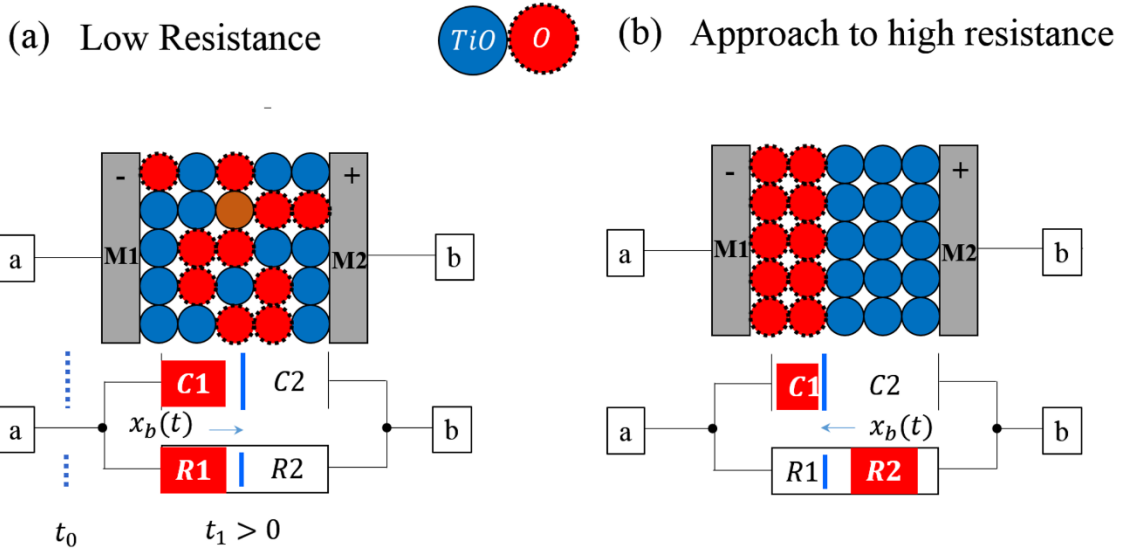 (a) Low Resistance
TiO O
(b) Approach to high resistance
- +
M1 M2
a b
C1 C2
a x_b(t) b
R1 R2
t_0 t_1 > 0
- +
M1 M2
a b
C1 C2
a x_b(t) b
R1 R2